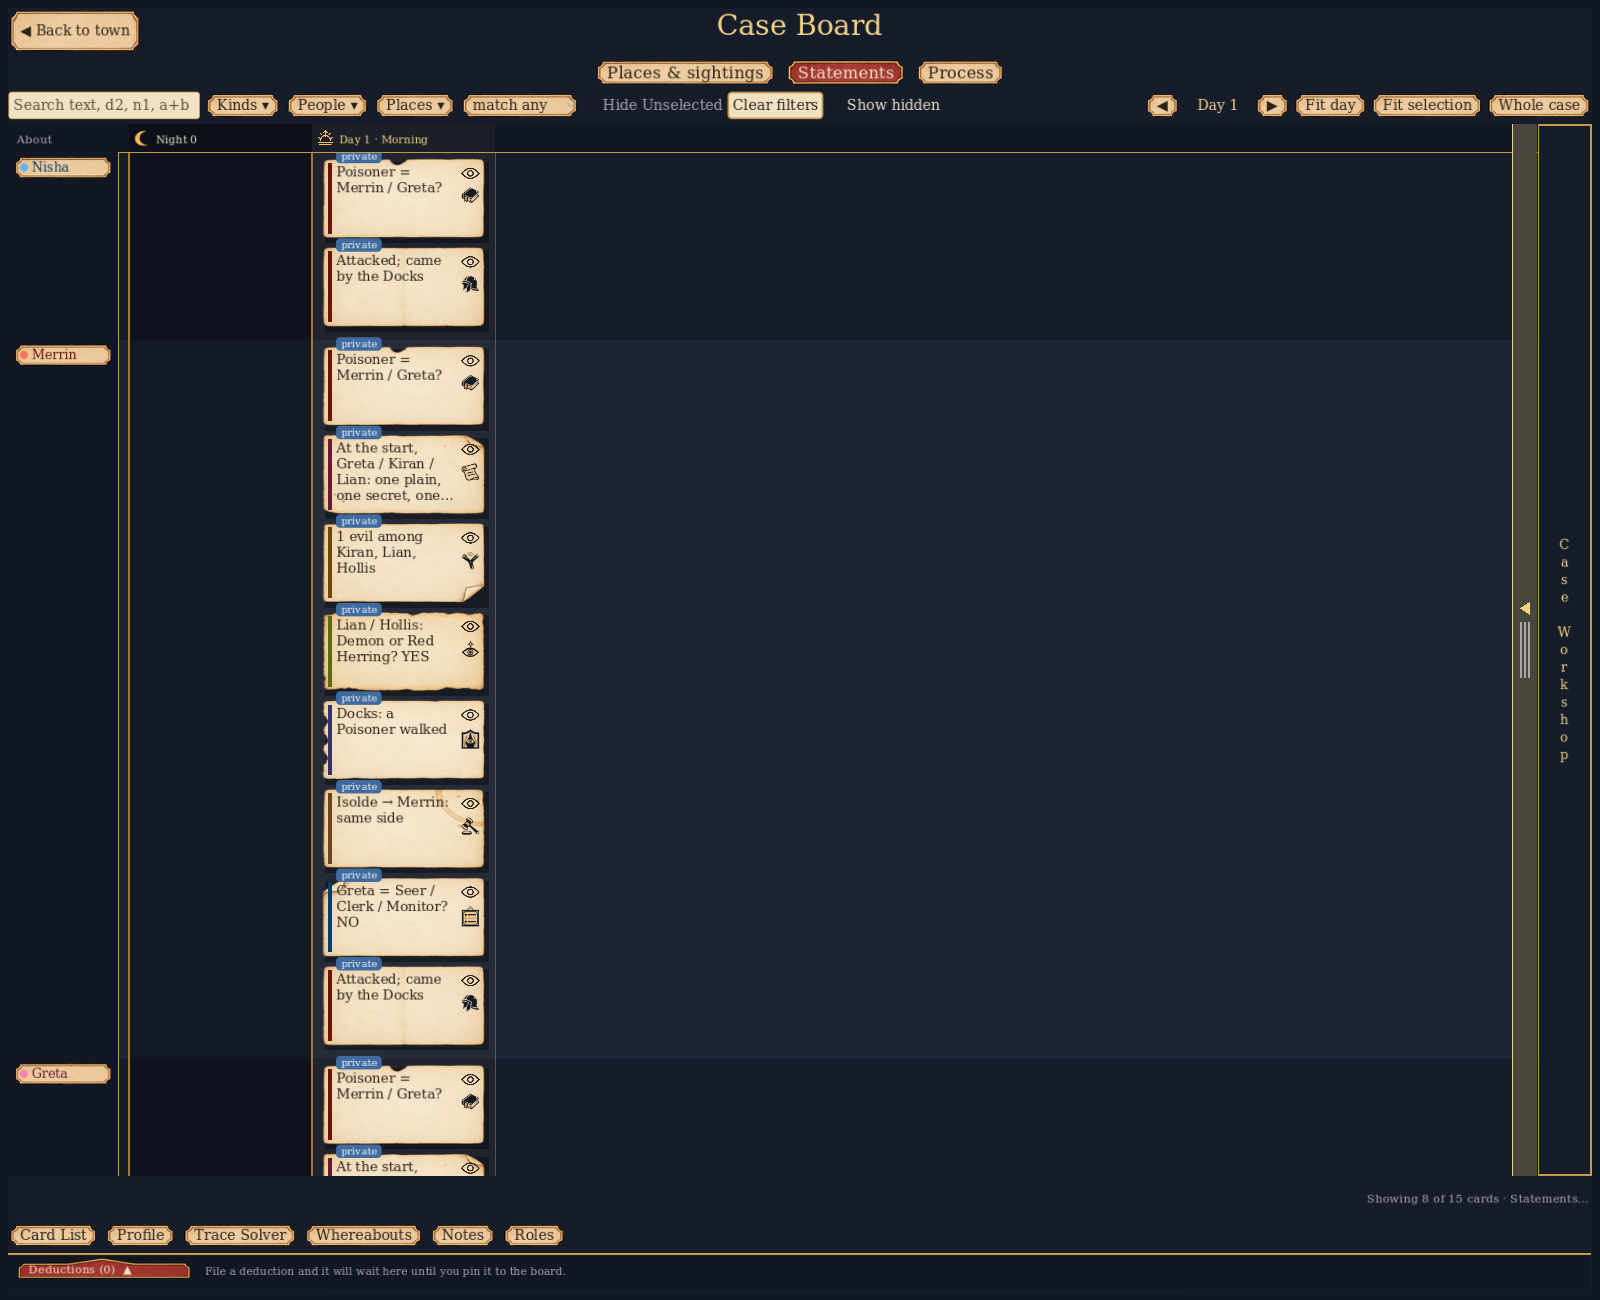 Case Board
◀ Back to town
Places & sightings
Statements
Process
Search text, d2, n1, a+b
Kinds ▾
People ▾
Places ▾
match any
Hide Unselected
Clear filters
Show hidden
◀
Day 1
▶
Fit day
Fit selection
Whole case
About
Night 0
Day 1 · Morning
Nisha
private
Poisoner =
Merrin / Greta?
private
Attacked; came
by the Docks
Merrin
private
Poisoner =
Merrin / Greta?
private
At the start,
Greta / Kiran /
Lian: one plain,
one secret, one…
private
1 evil among
Kiran, Lian,
Hollis
private
Lian / Hollis:
Demon or Red
Herring? YES
private
Docks: a
Poisoner walked
private
Isolde → Merrin:
same side
private
Greta = Seer /
Clerk / Monitor?
NO
private
Attacked; came
by the Docks
Greta
private
Poisoner =
Merrin / Greta?
private
At the start,
Case Workshop
Showing 8 of 15 cards · Statements…
Card List
Profile
Trace Solver
Whereabouts
Notes
Roles
Deductions (0) ▲
File a deduction and it will wait here until you pin it to the board.